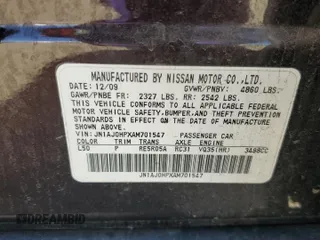 MANUFACTURED BY NISSAN MOTOR CO.,LTD.
DATE: 12/09 GVWR/PNBV: 4860 LBS.
GAWR/PNBE FR: 2327 LBS. RR: 2542 LBS.
THIS VEHICLE CONFORMS TO ALL APPLICABLE FEDERAL
MOTOR VEHICLE SAFETY, BUMPER, AND THEFT PREVENTION
STANDARDS IN EFFECT ON THE DATE OF MANUFACTURE
SHOWN ABOVE.
VIN: JN1AJ0HPXAM701547 PASSENGER CAR
COLOR TRIM TRANS AXLE ENGINE
L50 P RE5R05A RC31 VQ35(HR) 3498CC
JN1AJ0HPXAM701547